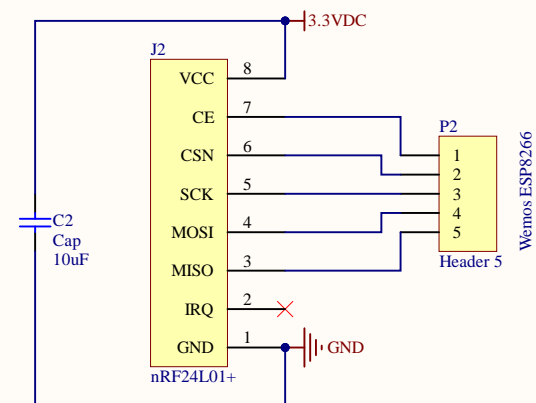 3.3VDC
J2
VCC 8
CE 7
CSN 6
SCK 5
MOSI 4
MISO 3
IRQ 2
GND 1
nRF24L01+
GND
P2
1
2
3
4
5
Header 5
Wemos ESP8266
C2
Cap
10uF